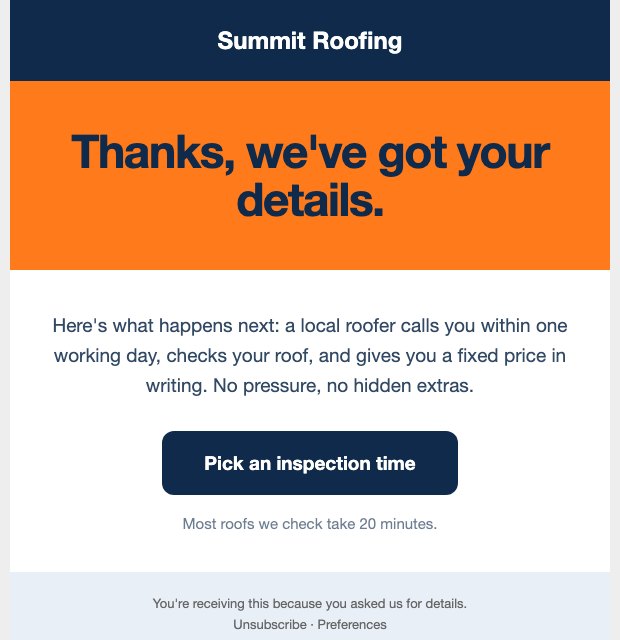 Summit Roofing
Thanks, we've got your
details.
Here's what happens next: a local roofer calls you within one
working day, checks your roof, and gives you a fixed price in
writing. No pressure, no hidden extras.
Pick an inspection time
Most roofs we check take 20 minutes.
You're receiving this because you asked us for details.
Unsubscribe · Preferences